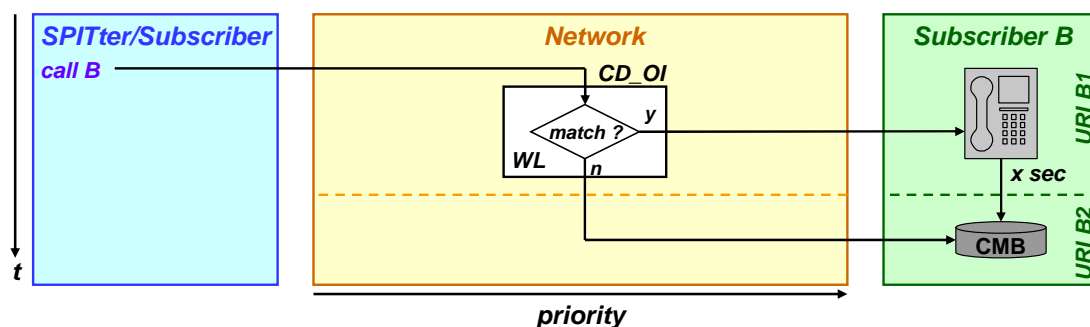 SPITter/Subscriber
Network
Subscriber B
call B
CD_OI
match ?
y
WL
n
URI B1
x sec
CMB
URI B2
t
priority